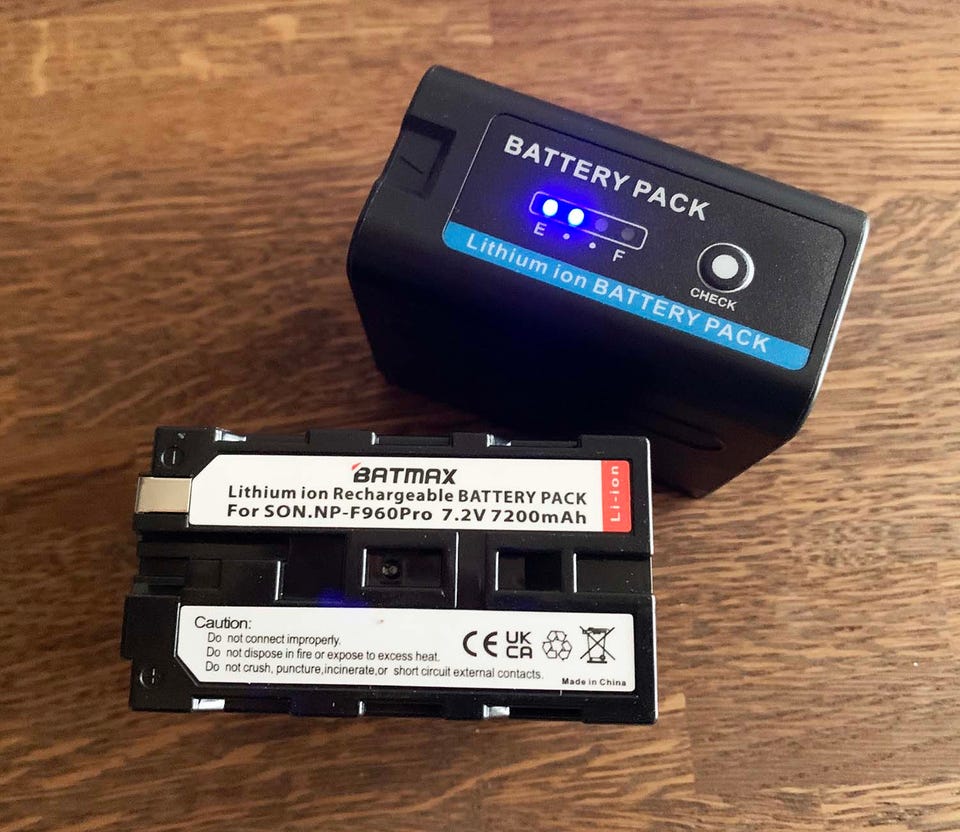 BATTERY PACK
E F
CHECK
Lithium ion BATTERY PACK
BATMAX
Lithium ion Rechargeable BATTERY PACK
For SON.NP-F960Pro 7.2V 7200mAh
Li-ion
Caution:
Do not connect improperly.
Do not dispose in fire or expose to excess heat.
Do not crush, puncture,incinerate,or short circuit external contacts.
CE UK
CA
Made in China